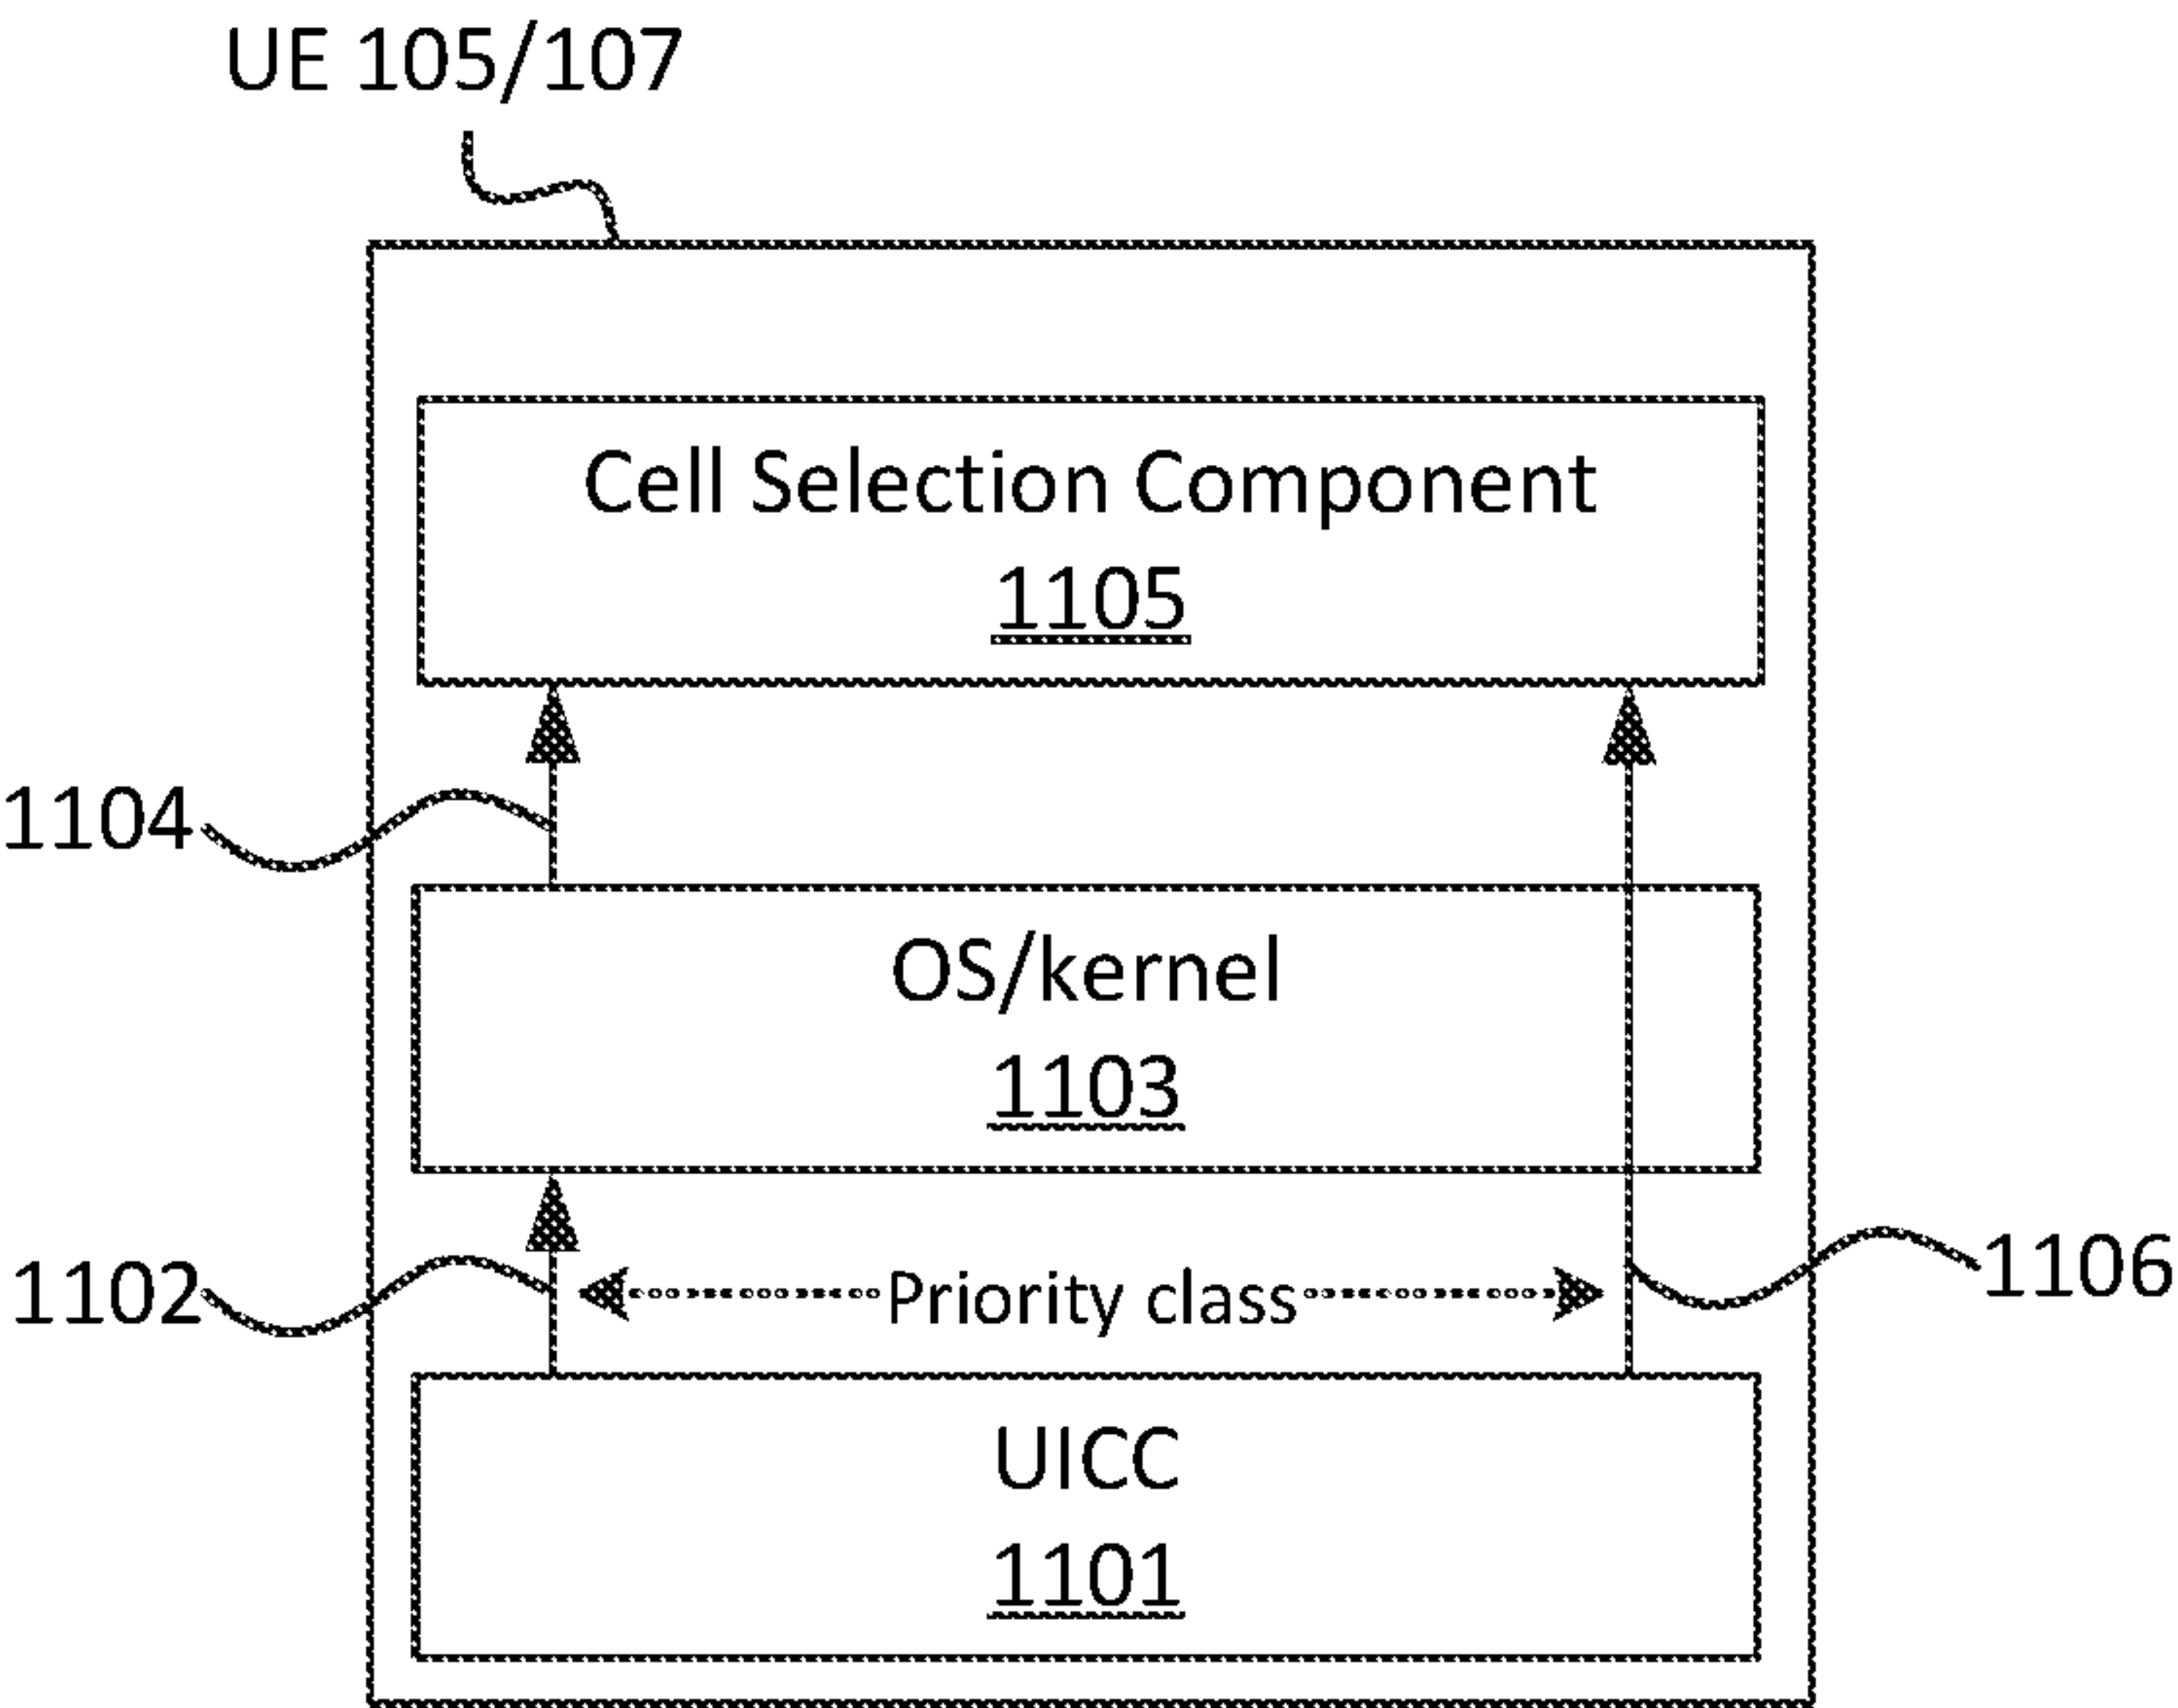 UE 105/107
Cell Selection Component
1105
1104
OS/kernel
1103
1102
Priority class
1106
UICC
1101